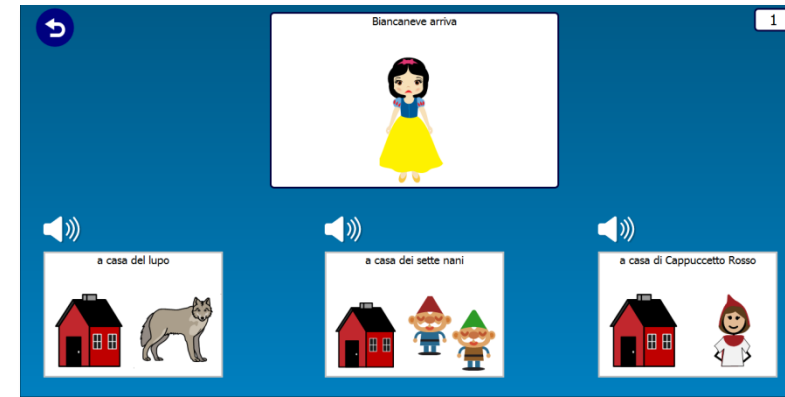 Biancaneve arriva
1
a casa del lupo
a casa dei sette nani
a casa di Cappuccetto Rosso